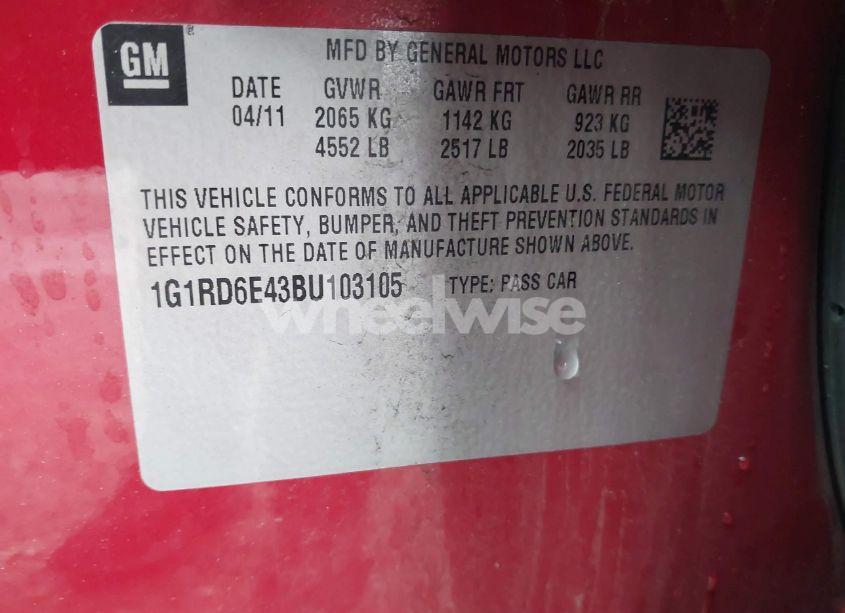 GM
MFD BY GENERAL MOTORS LLC
DATE GVWR GAWR FRT GAWR RR
04/11 2065 KG 1142 KG 923 KG
4552 LB 2517 LB 2035 LB
THIS VEHICLE CONFORMS TO ALL APPLICABLE U.S. FEDERAL MOTOR
VEHICLE SAFETY, BUMPER, AND THEFT PREVENTION STANDARDS IN
EFFECT ON THE DATE OF MANUFACTURE SHOWN ABOVE.
1G1RD6E43BU103105 TYPE: PASS CAR
wheelwise